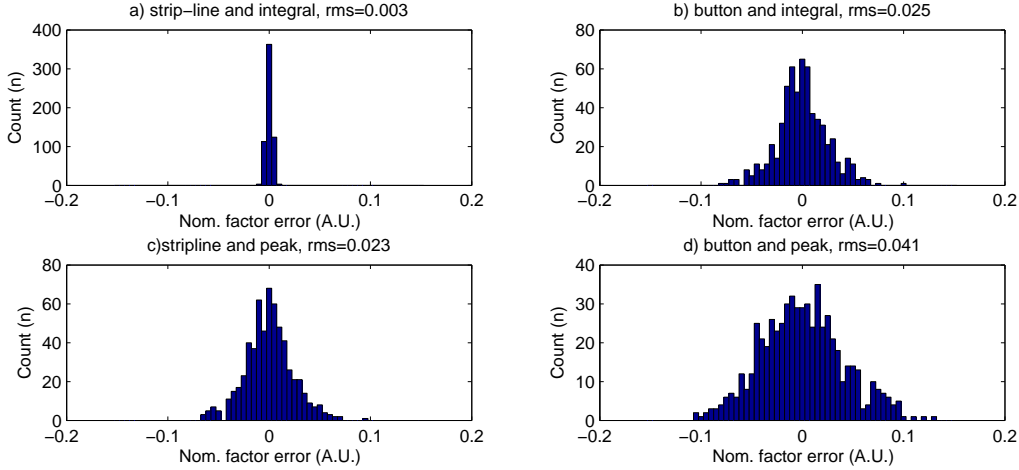 a) strip-line and integral, rms=0.003
400
300
200
100
0
Count (n)
-0.2 -0.1 0 0.1 0.2
Nom. factor error (A.U.)
b) button and integral, rms=0.025
80
60
40
20
0
Count (n)
-0.2 -0.1 0 0.1 0.2
Nom. factor error (A.U.)
c)stripline and peak, rms=0.023
80
60
40
20
0
Count (n)
-0.2 -0.1 0 0.1 0.2
Nom. factor error (A.U.)
d) button and peak, rms=0.041
40
30
20
10
0
Count (n)
-0.2 -0.1 0 0.1 0.2
Nom. factor error (A.U.)